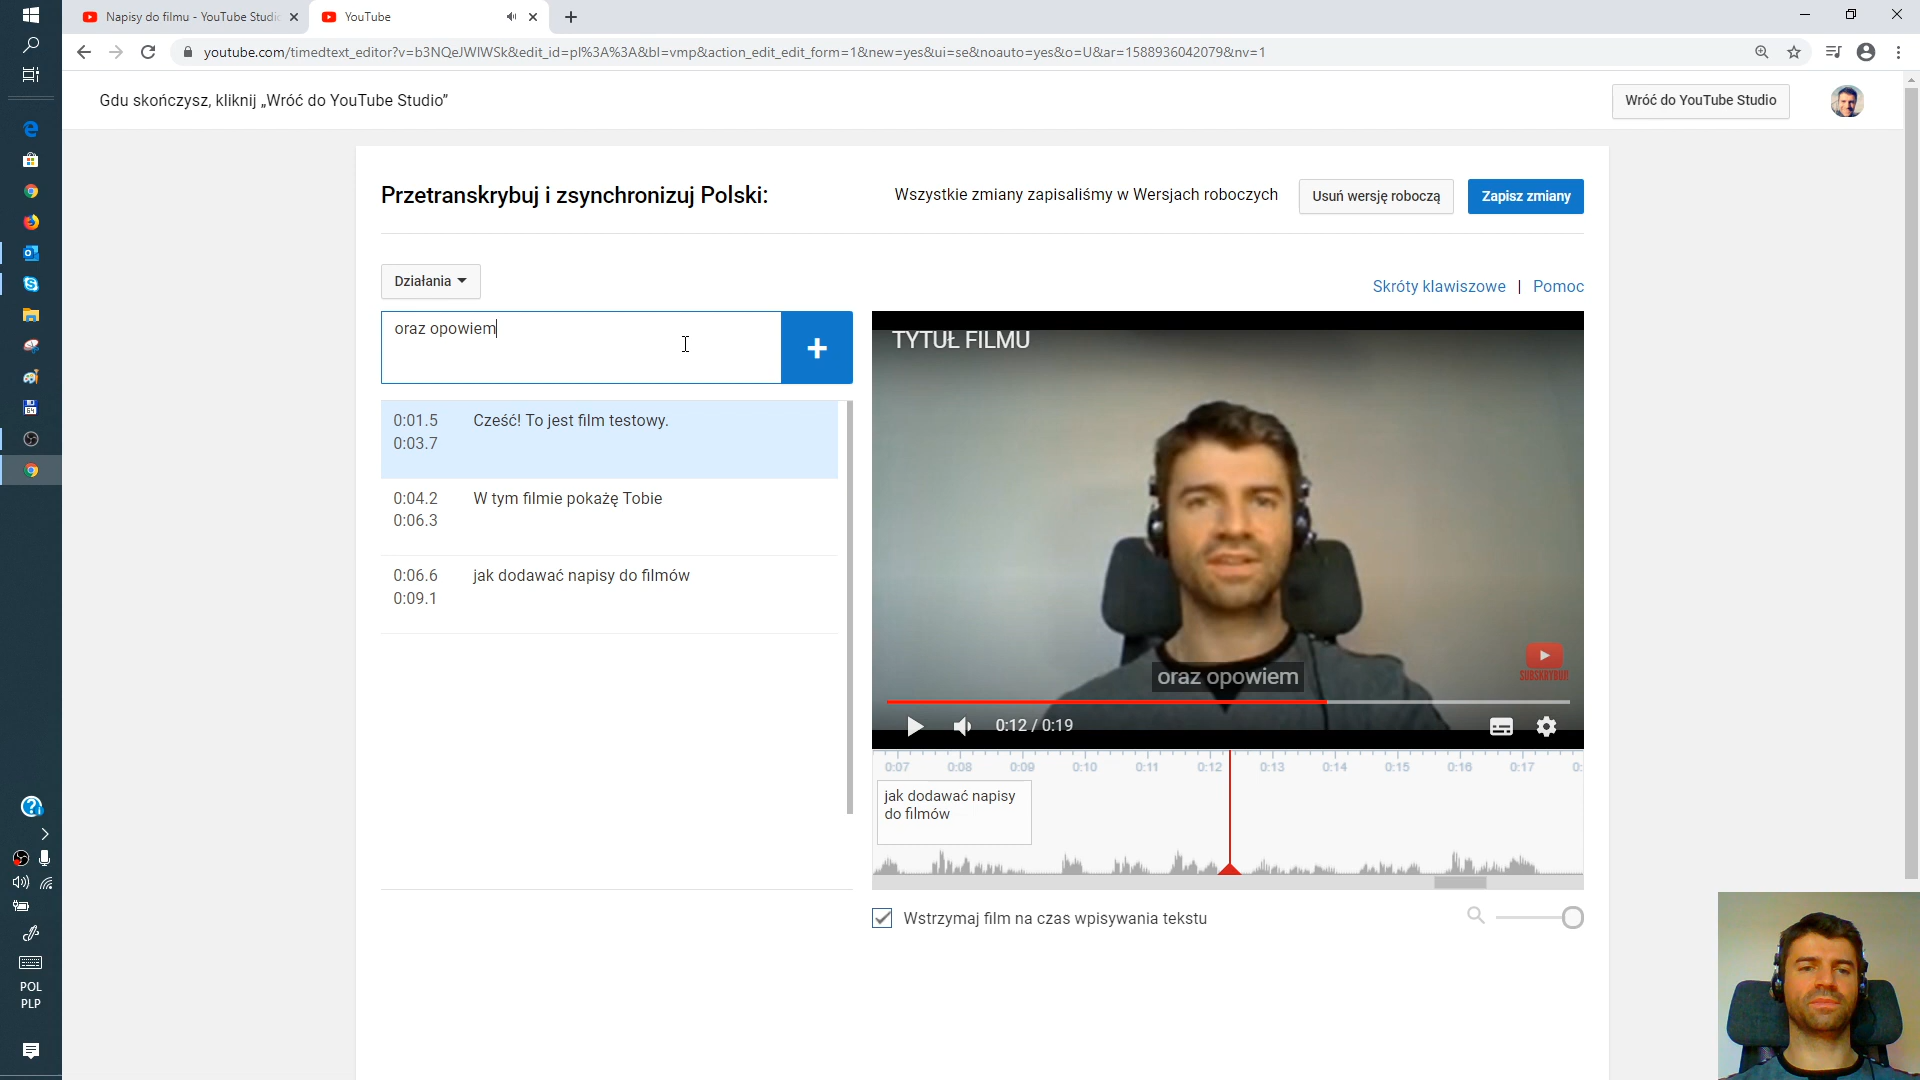 Napisy do filmu - YouTube Studio
YouTube
youtube.com/timedtext_editor?v=b3NQeJWIWSk&edit_id=pl%3A%3A&bl=vmp&action_edit_edit_form=1&new=yes&ui=se&noauto=yes&o=U&ar=1588936042079&nv=1
Gdu skończysz, kliknij „Wróć do YouTube Studio”
Wróć do YouTube Studio
Przetranskrybuj i zsynchronizuj Polski:
Wszystkie zmiany zapisaliśmy w Wersjach roboczych
Usuń wersję roboczą
Zapisz zmiany
Działania
Skróty klawiszowe | Pomoc
oraz opowiem
+
0:01.5 Cześć! To jest film testowy.
0:03.7
0:04.2 W tym filmie pokażę Tobie
0:06.3
0:06.6 jak dodawać napisy do filmów
0:09.1
TYTUŁ FILMU
SUBSKRYBUJ
oraz opowiem
0:12 / 0:19
0:07 0:08 0:09 0:10 0:11 0:12 0:13 0:14 0:15 0:16 0:17 0:
jak dodawać napisy
do filmów
Wstrzymaj film na czas wpisywania tekstu
64
POL
PLP